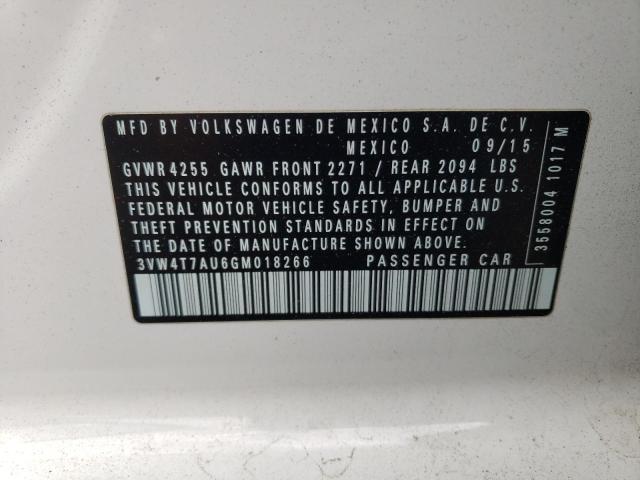 MFD BY VOLKSWAGEN DE MEXICO S.A. DE C.V.
MEXICO 09/15
GVWR 4255 GAWR FRONT 2271 / REAR 2094 LBS
THIS VEHICLE CONFORMS TO ALL APPLICABLE U.S.
FEDERAL MOTOR VEHICLE SAFETY, BUMPER AND
THEFT PREVENTION STANDARDS IN EFFECT ON
THE DATE OF MANUFACTURE SHOWN ABOVE.
3VW4T7AU6GM018266 PASSENGER CAR
3558004 1017 M